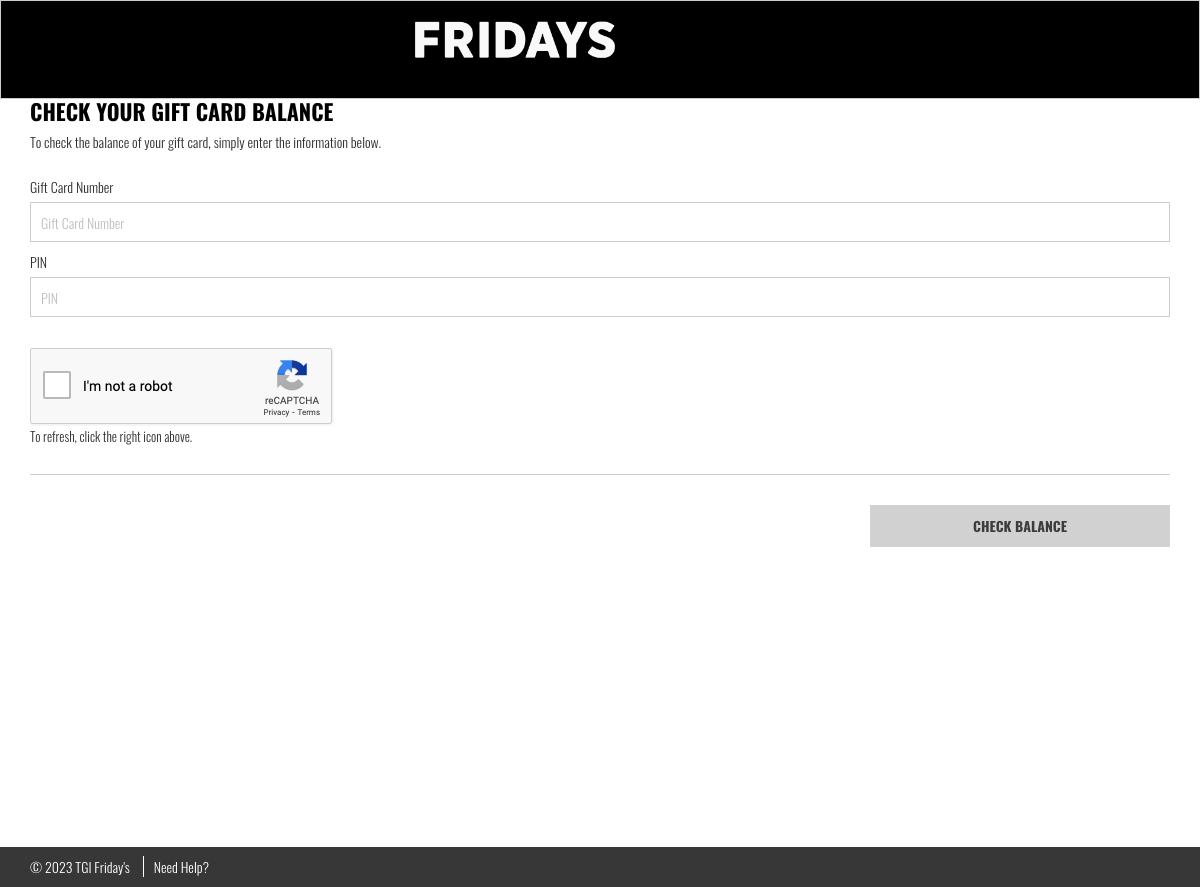 FRIDAYS
CHECK YOUR GIFT CARD BALANCE
To check the balance of your gift card, simply enter the information below.
Gift Card Number
Gift Card Number
PIN
PIN
I'm not a robot
reCAPTCHA
Privacy - Terms
To refresh, click the right icon above.
CHECK BALANCE
© 2023 TGI Friday's
Need Help?